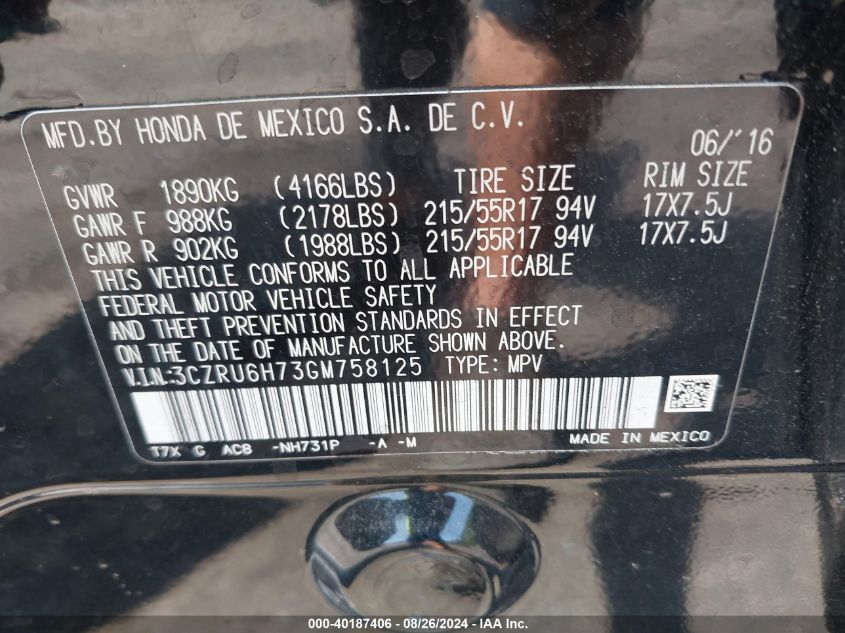 MFD.BY HONDA DE MEXICO S.A. DE C.V.
06/'16
GVWR 1890KG (4166LBS) TIRE SIZE RIM SIZE
GAWR F 988KG (2178LBS) 215/55R17 94V 17X7.5J
GAWR R 902KG (1988LBS) 215/55R17 94V 17X7.5J
THIS VEHICLE CONFORMS TO ALL APPLICABLE
FEDERAL MOTOR VEHICLE SAFETY
AND THEFT PREVENTION STANDARDS IN EFFECT
ON THE DATE OF MANUFACTURE SHOWN ABOVE.
V.I.N.:3CZRU6H73GM758125 TYPE: MPV
T7X G ACB -NH731P -A -M MADE IN MEXICO
000-40187406 - 08/26/2024 - IAA Inc.